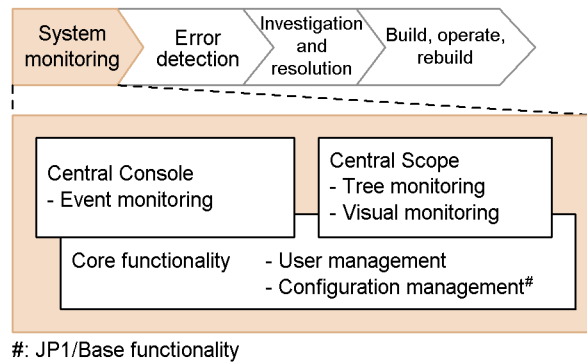 System
monitoring
Error
detection
Investigation
and
resolution
Build, operate,
rebuild
Central Console
- Event monitoring
Central Scope
- Tree monitoring
- Visual monitoring
Core functionality - User management
- Configuration management#
#: JP1/Base functionality